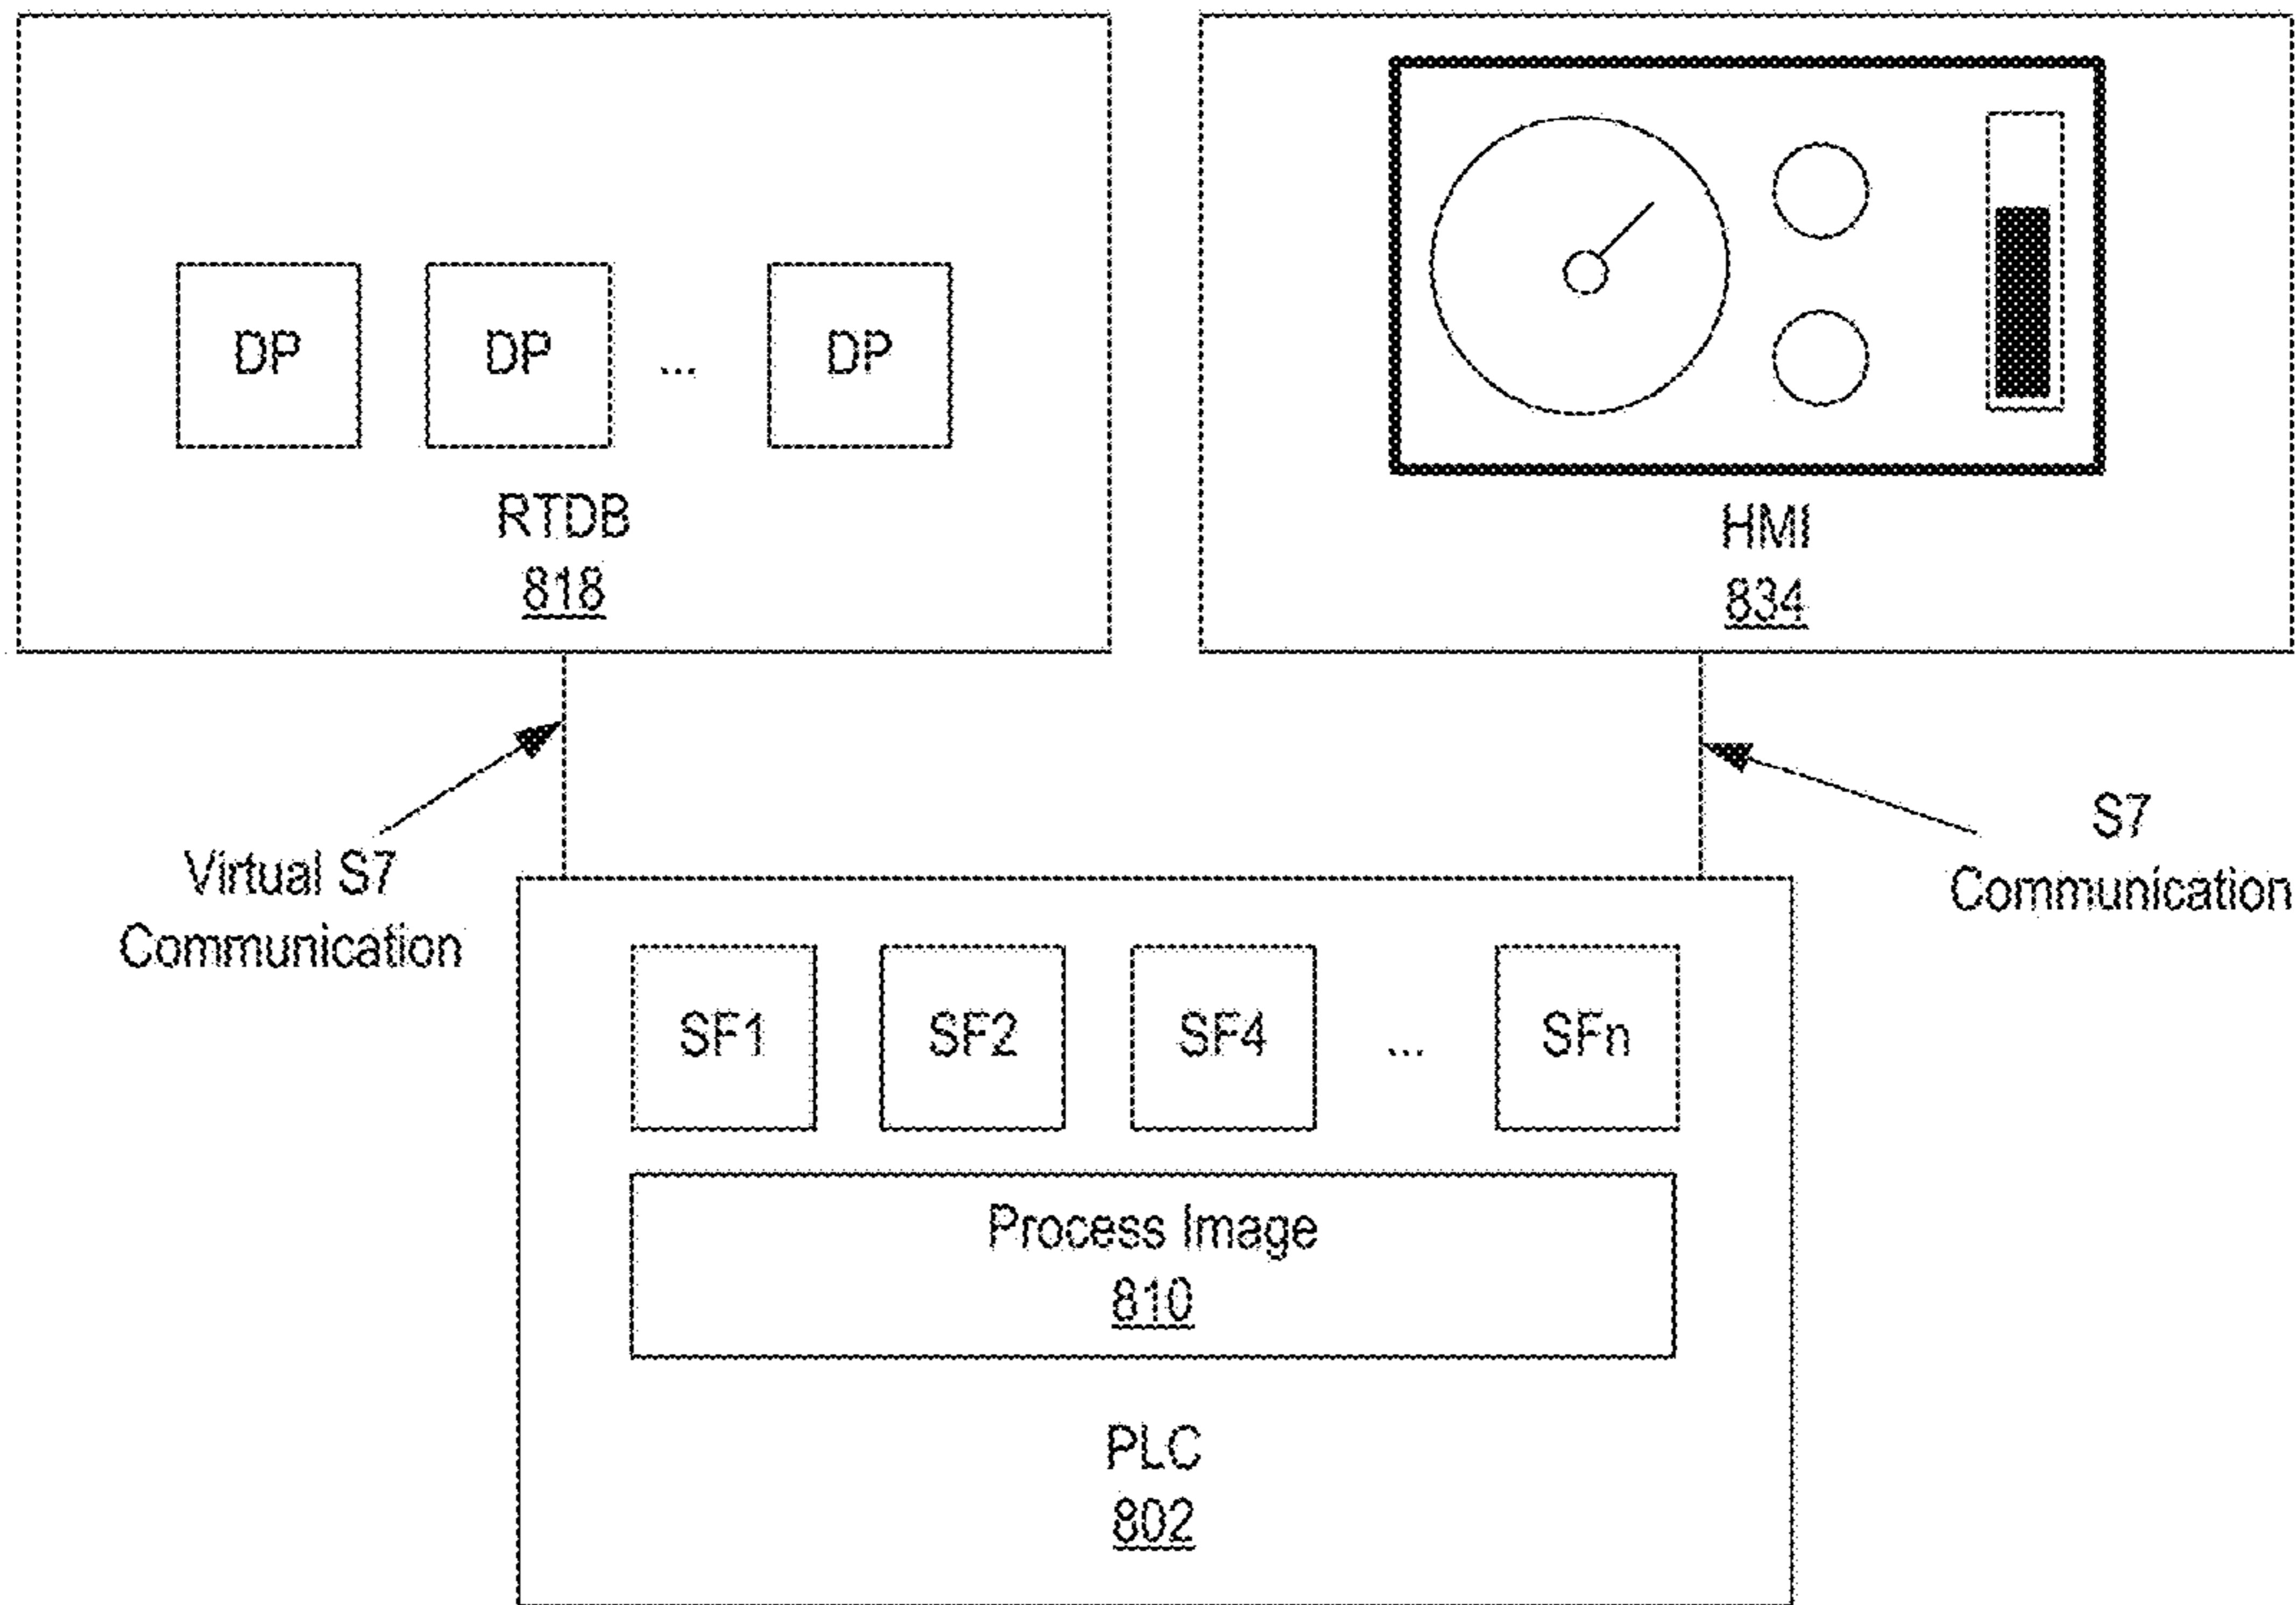 DP
DP
...
DP
RTDB
818
HMI
834
Virtual S7
Communication
S7
Communication
SF1
SF2
SF4
...
SFn
Process Image
810
PLC
802